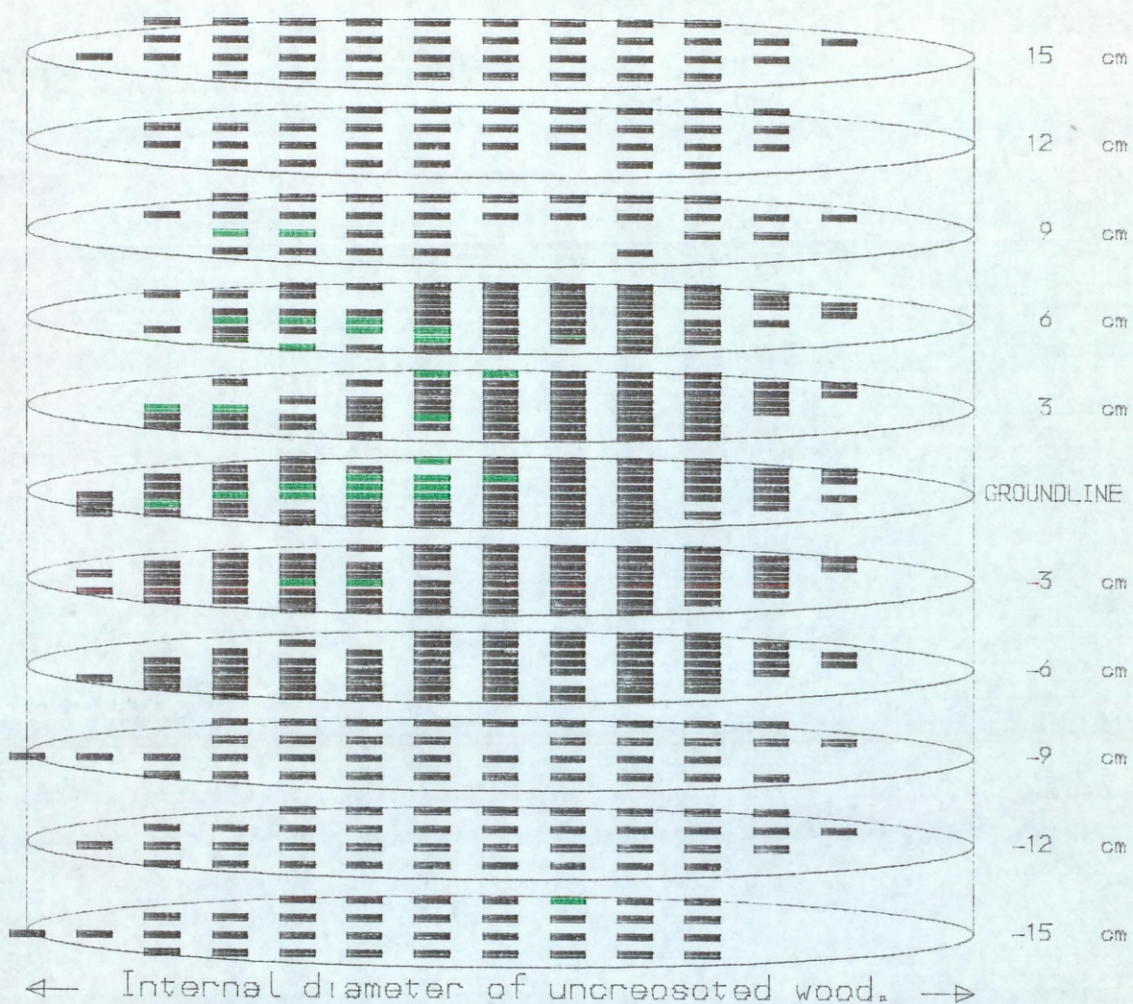 15 cm
12 cm
9 cm
6 cm
3 cm
GROUNDLINE
-3 cm
-6 cm
-9 cm
-12 cm
-15 cm
Internal diameter of uncreosoted wood.